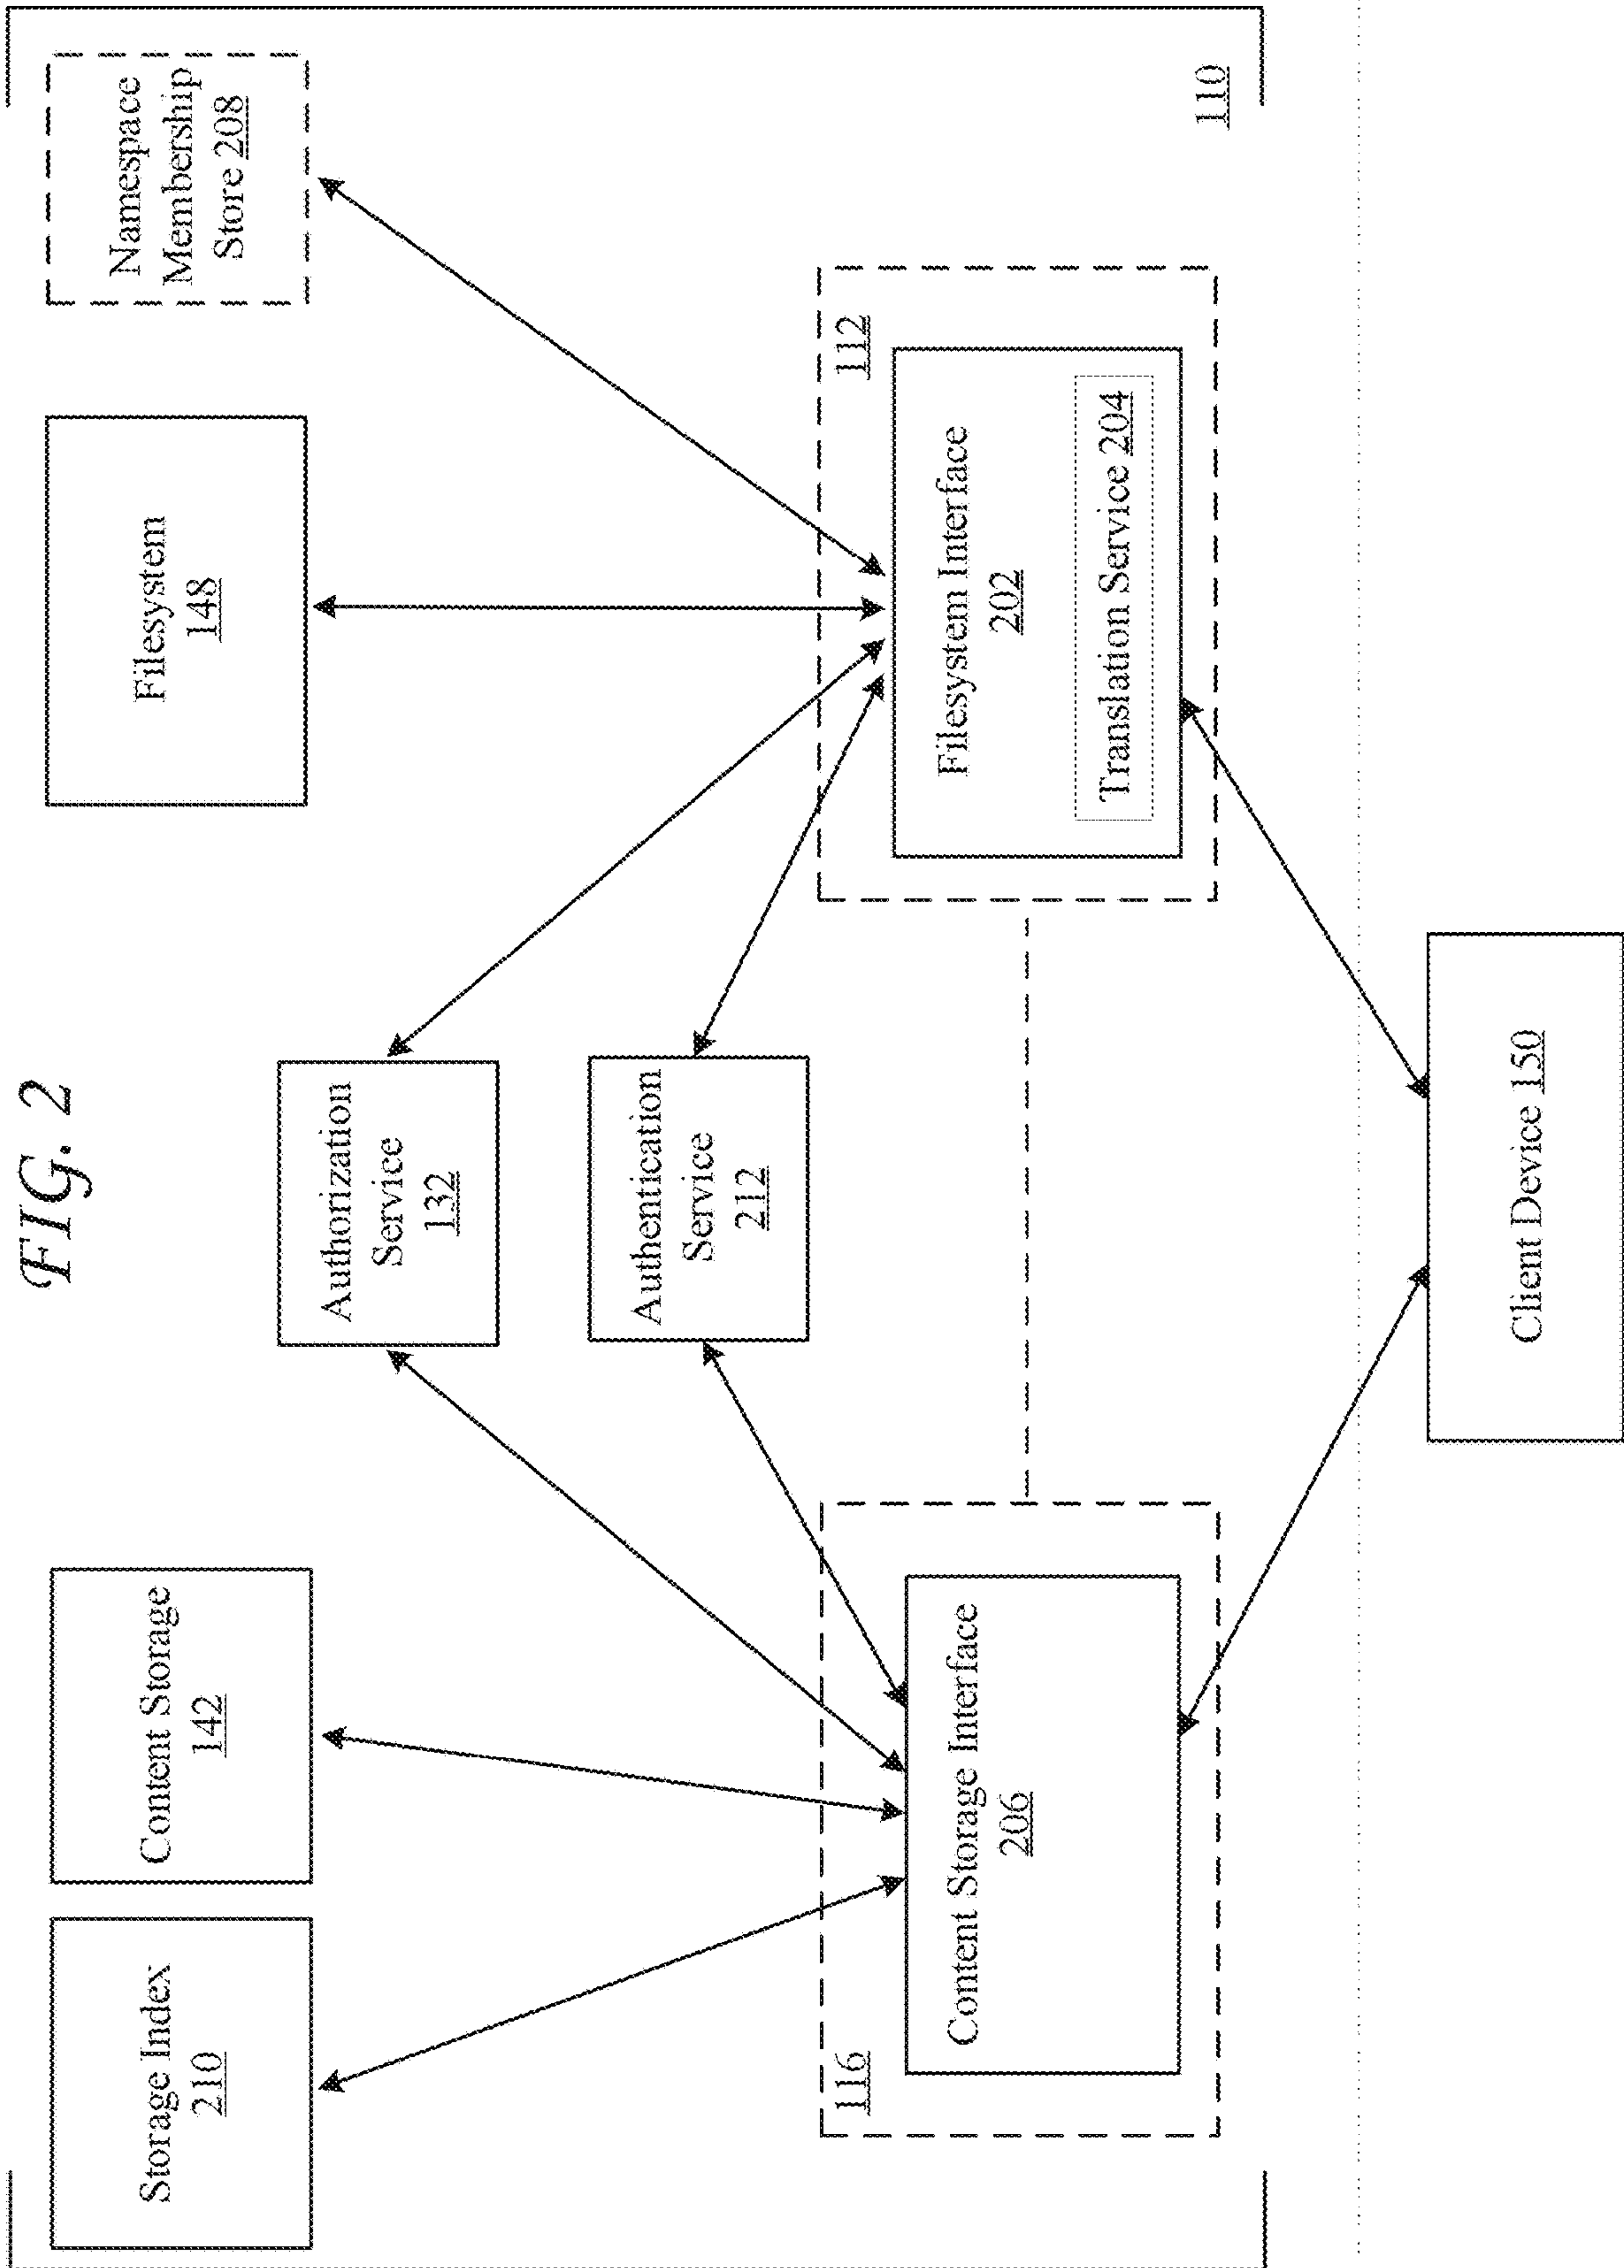 FIG. 2
Storage Index
210
Content Storage
142
Authorization
Service
132
Authentication
Service
212
Filesystem
148
Namespace
Membership
Store 208
116
Content Storage Interface
206
112
Filesystem Interface
202
Translation Service 204
110
Client Device 150